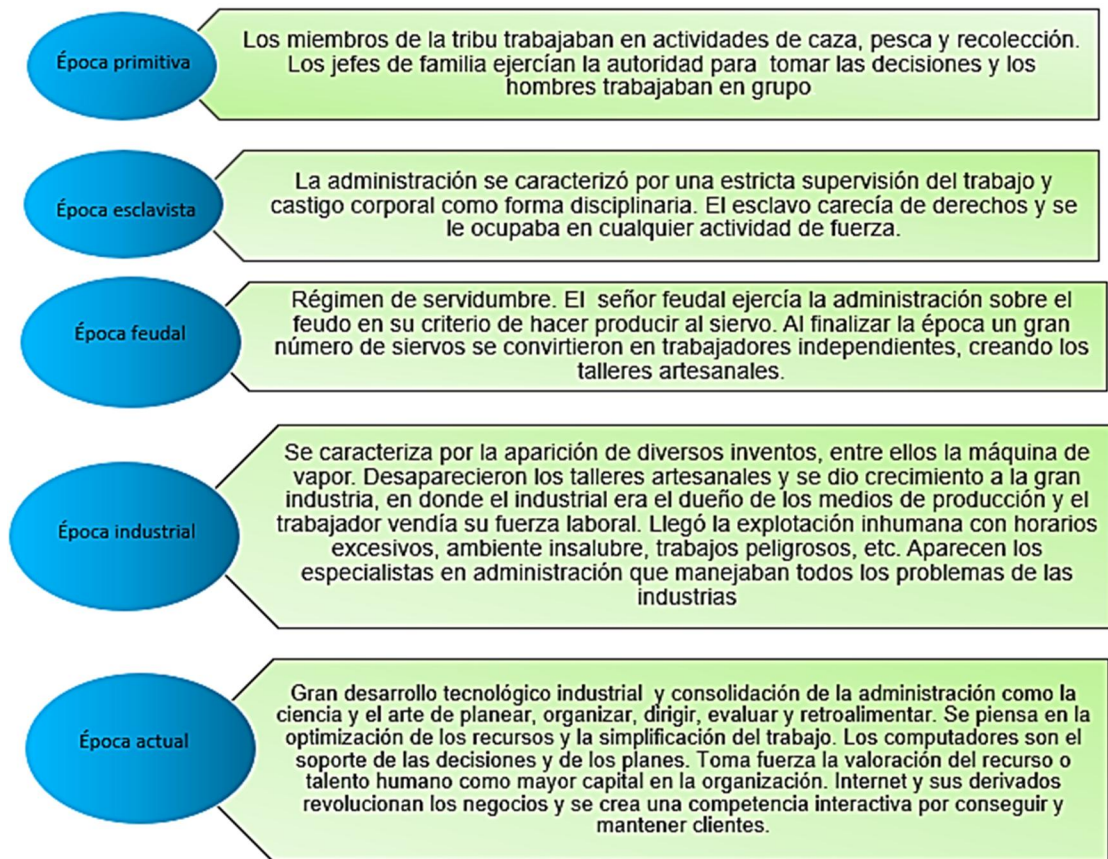 Época primitiva
Los miembros de la tribu trabajaban en actividades de caza, pesca y recolección.
Los jefes de familia ejercían la autoridad para tomar las decisiones y los
hombres trabajaban en grupo
Época esclavista
La administración se caracterizó por una estricta supervisión del trabajo y
castigo corporal como forma disciplinaria. El esclavo carecía de derechos y se
le ocupaba en cualquier actividad de fuerza.
Época feudal
Régimen de servidumbre. El señor feudal ejercía la administración sobre el
feudo en su criterio de hacer producir al siervo. Al finalizar la época un gran
número de siervos se convirtieron en trabajadores independientes, creando los
talleres artesanales.
Época industrial
Se caracteriza por la aparición de diversos inventos, entre ellos la máquina de
vapor. Desaparecieron los talleres artesanales y se dio crecimiento a la gran
industria, en donde el industrial era el dueño de los medios de producción y el
trabajador vendía su fuerza laboral. Llegó la explotación inhumana con horarios
excesivos, ambiente insalubre, trabajos peligrosos, etc. Aparecen los
especialistas en administración que manejaban todos los problemas de las
industrias
Época actual
Gran desarrollo tecnológico industrial y consolidación de la administración como la
ciencia y el arte de planear, organizar, dirigir, evaluar y retroalimentar. Se piensa en la
optimización de los recursos y la simplificación del trabajo. Los computadores son el
soporte de las decisiones y de los planes. Toma fuerza la valoración del recurso o
talento humano como mayor capital en la organización. Internet y sus derivados
revolucionan los negocios y se crea una competencia interactiva por conseguir y
mantener clientes.